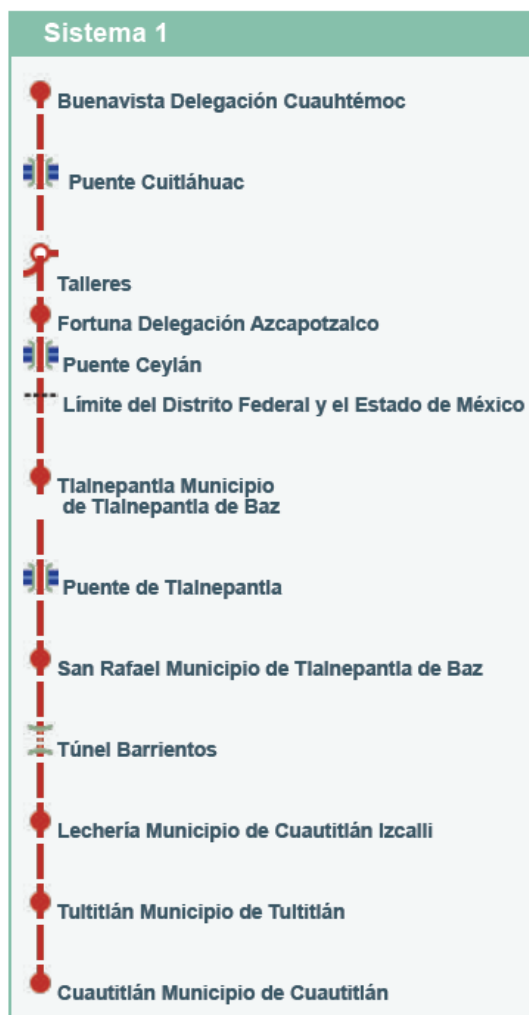 Sistema 1
Buenavista Delegación Cuauhtémoc
Puente Cuitláhuac
Talleres
Fortuna Delegación Azcapotzalco
Puente Ceylán
Límite del Distrito Federal y el Estado de México
Tlalnepantla Municipio
de Tlalnepantla de Baz
Puente de Tlalnepantla
San Rafael Municipio de Tlalnepantla de Baz
Túnel Barrientos
Lechería Municipio de Cuautitlán Izcalli
Tultitlán Municipio de Tultitlán
Cuautitlán Municipio de Cuautitlán